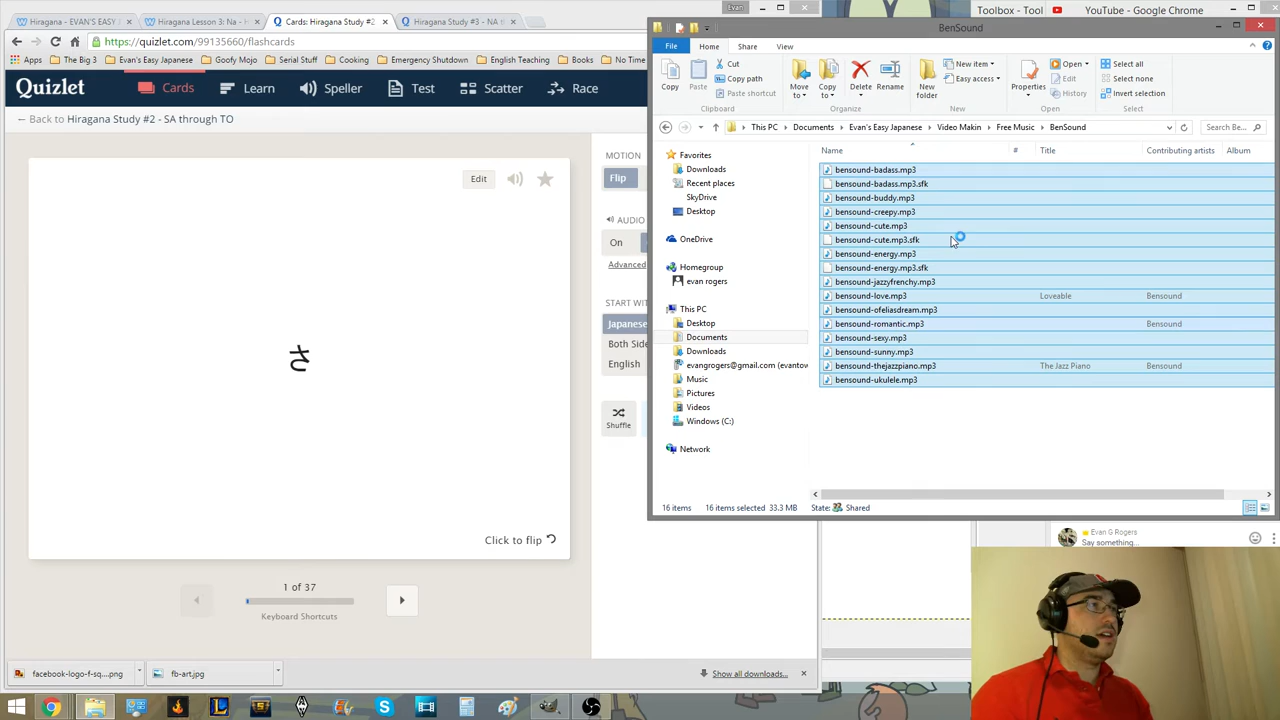 EVAN'S EASY JAPANESE
Hiragana Lesson 3: Na -
Cards: Hiragana Study #2
Hiragana Study #3 - NA th
Evan
Toolbox - Tool
YouTube - Google Chrome
https://quizlet.com/99135660/flashcards
Apps
The Big 3
Evan's Easy Japanese
Goofy Mojo
Serial Stuff
Cooking
Emergency Shutdown
English Teaching
Books
No Time
Quizlet
Cards
Learn
Speller
Test
Scatter
Race
Back to Hiragana Study #2 - SA through TO
Edit
さ
Click to flip
1 of 37
Keyboard Shortcuts
MOTION
Flip
AUDIO
On
Advanced
START WIT
Japanese
Both Side
English
Shuffle
facebook-logo-f-sq....png
fb-art.jpg
Show all downloads...
BenSound
File
Home
Share
View
Copy
Paste
Cut
Copy path
Paste shortcut
Clipboard
Move to
Copy to
Delete
Rename
Organize
New folder
New item
Easy access
New
Properties
Open
Edit
History
Open
Select all
Select none
Invert selection
Select
This PC
Documents
Evan's Easy Japanese
Video Makin
Free Music
BenSound
Search Be...
Name
#
Title
Contributing artists
Album
Favorites
Downloads
Recent places
SkyDrive
Desktop
OneDrive
Homegroup
evan rogers
This PC
Desktop
Documents
Downloads
evangrogers@gmail.com (evantow
Music
Pictures
Videos
Windows (C:)
Network
bensound-badass.mp3
bensound-badass.mp3.sfk
bensound-buddy.mp3
bensound-creepy.mp3
bensound-cute.mp3
bensound-cute.mp3.sfk
bensound-energy.mp3
bensound-energy.mp3.sfk
bensound-jazzyfrenchy.mp3
bensound-love.mp3 Loveable Bensound
bensound-ofeliasdream.mp3
bensound-romantic.mp3 Bensound
bensound-sexy.mp3
bensound-sunny.mp3
bensound-thejazzpiano.mp3 The Jazz Piano Bensound
bensound-ukulele.mp3
16 items
16 items selected 33.3 MB
State: Shared
Evan G Rogers
Say something...